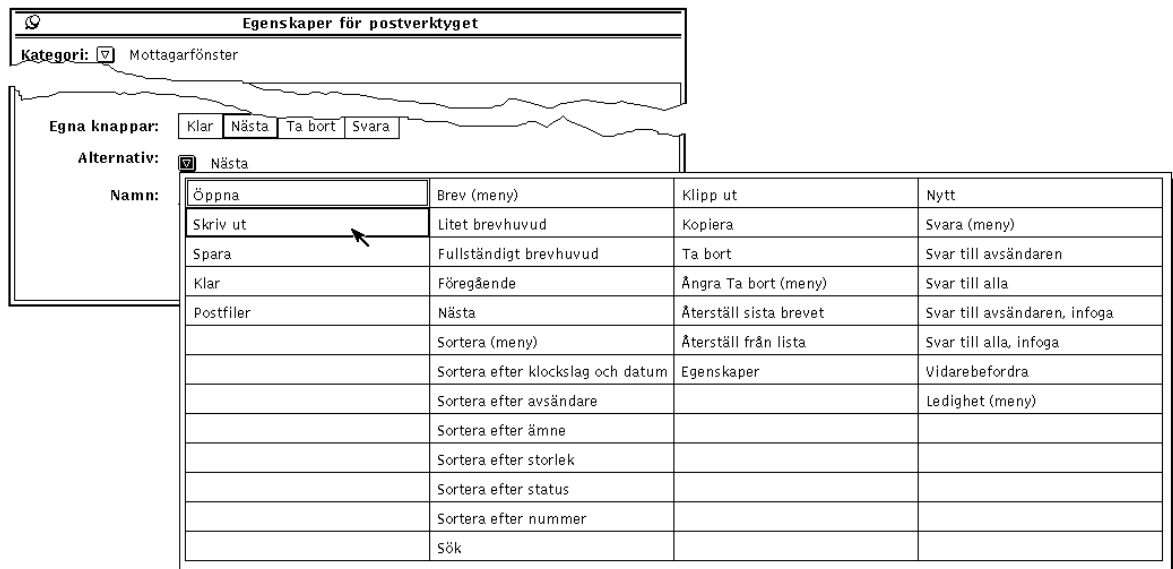 Egenskaper för postverktyget
Kategori: Mottagarfönster
Egna knappar: Klar Nästa Ta bort Svara
Alternativ: Nästa
Namn:
Öppna Brev (meny) Klipp ut Nytt
Skriv ut Litet brevhuvud Kopiera Svara (meny)
Spara Fullständigt brevhuvud Ta bort Svar till avsändaren
Klar Föregående Ångra Ta bort (meny) Svar till alla
Postfiler Nästa Återställ sista brevet Svar till avsändaren, infoga
Sortera (meny) Återställ från lista Svar till alla, infoga
Sortera efter klockslag och datum Egenskaper Vidarebefordra
Sortera efter avsändare Ledighet (meny)
Sortera efter ämne
Sortera efter storlek
Sortera efter status
Sortera efter nummer
Sök